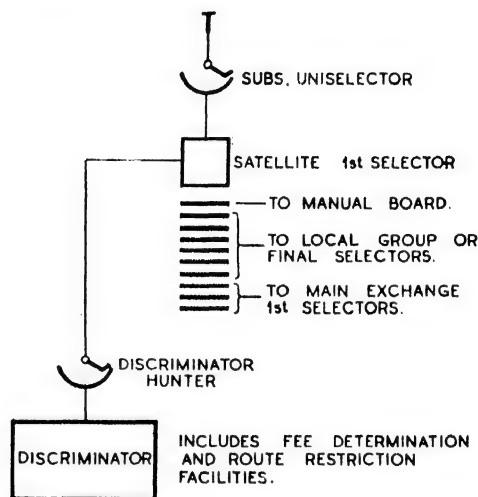 SUBS. UNISELECTOR
SATELLITE 1st SELECTOR
TO MANUAL BOARD.
TO LOCAL GROUP OR
FINAL SELECTORS.
TO MAIN EXCHANGE
1st SELECTORS.
DISCRIMINATOR
HUNTER
DISCRIMINATOR
INCLUDES FEE DETERMINATION
AND ROUTE RESTRICTION
FACILITIES.